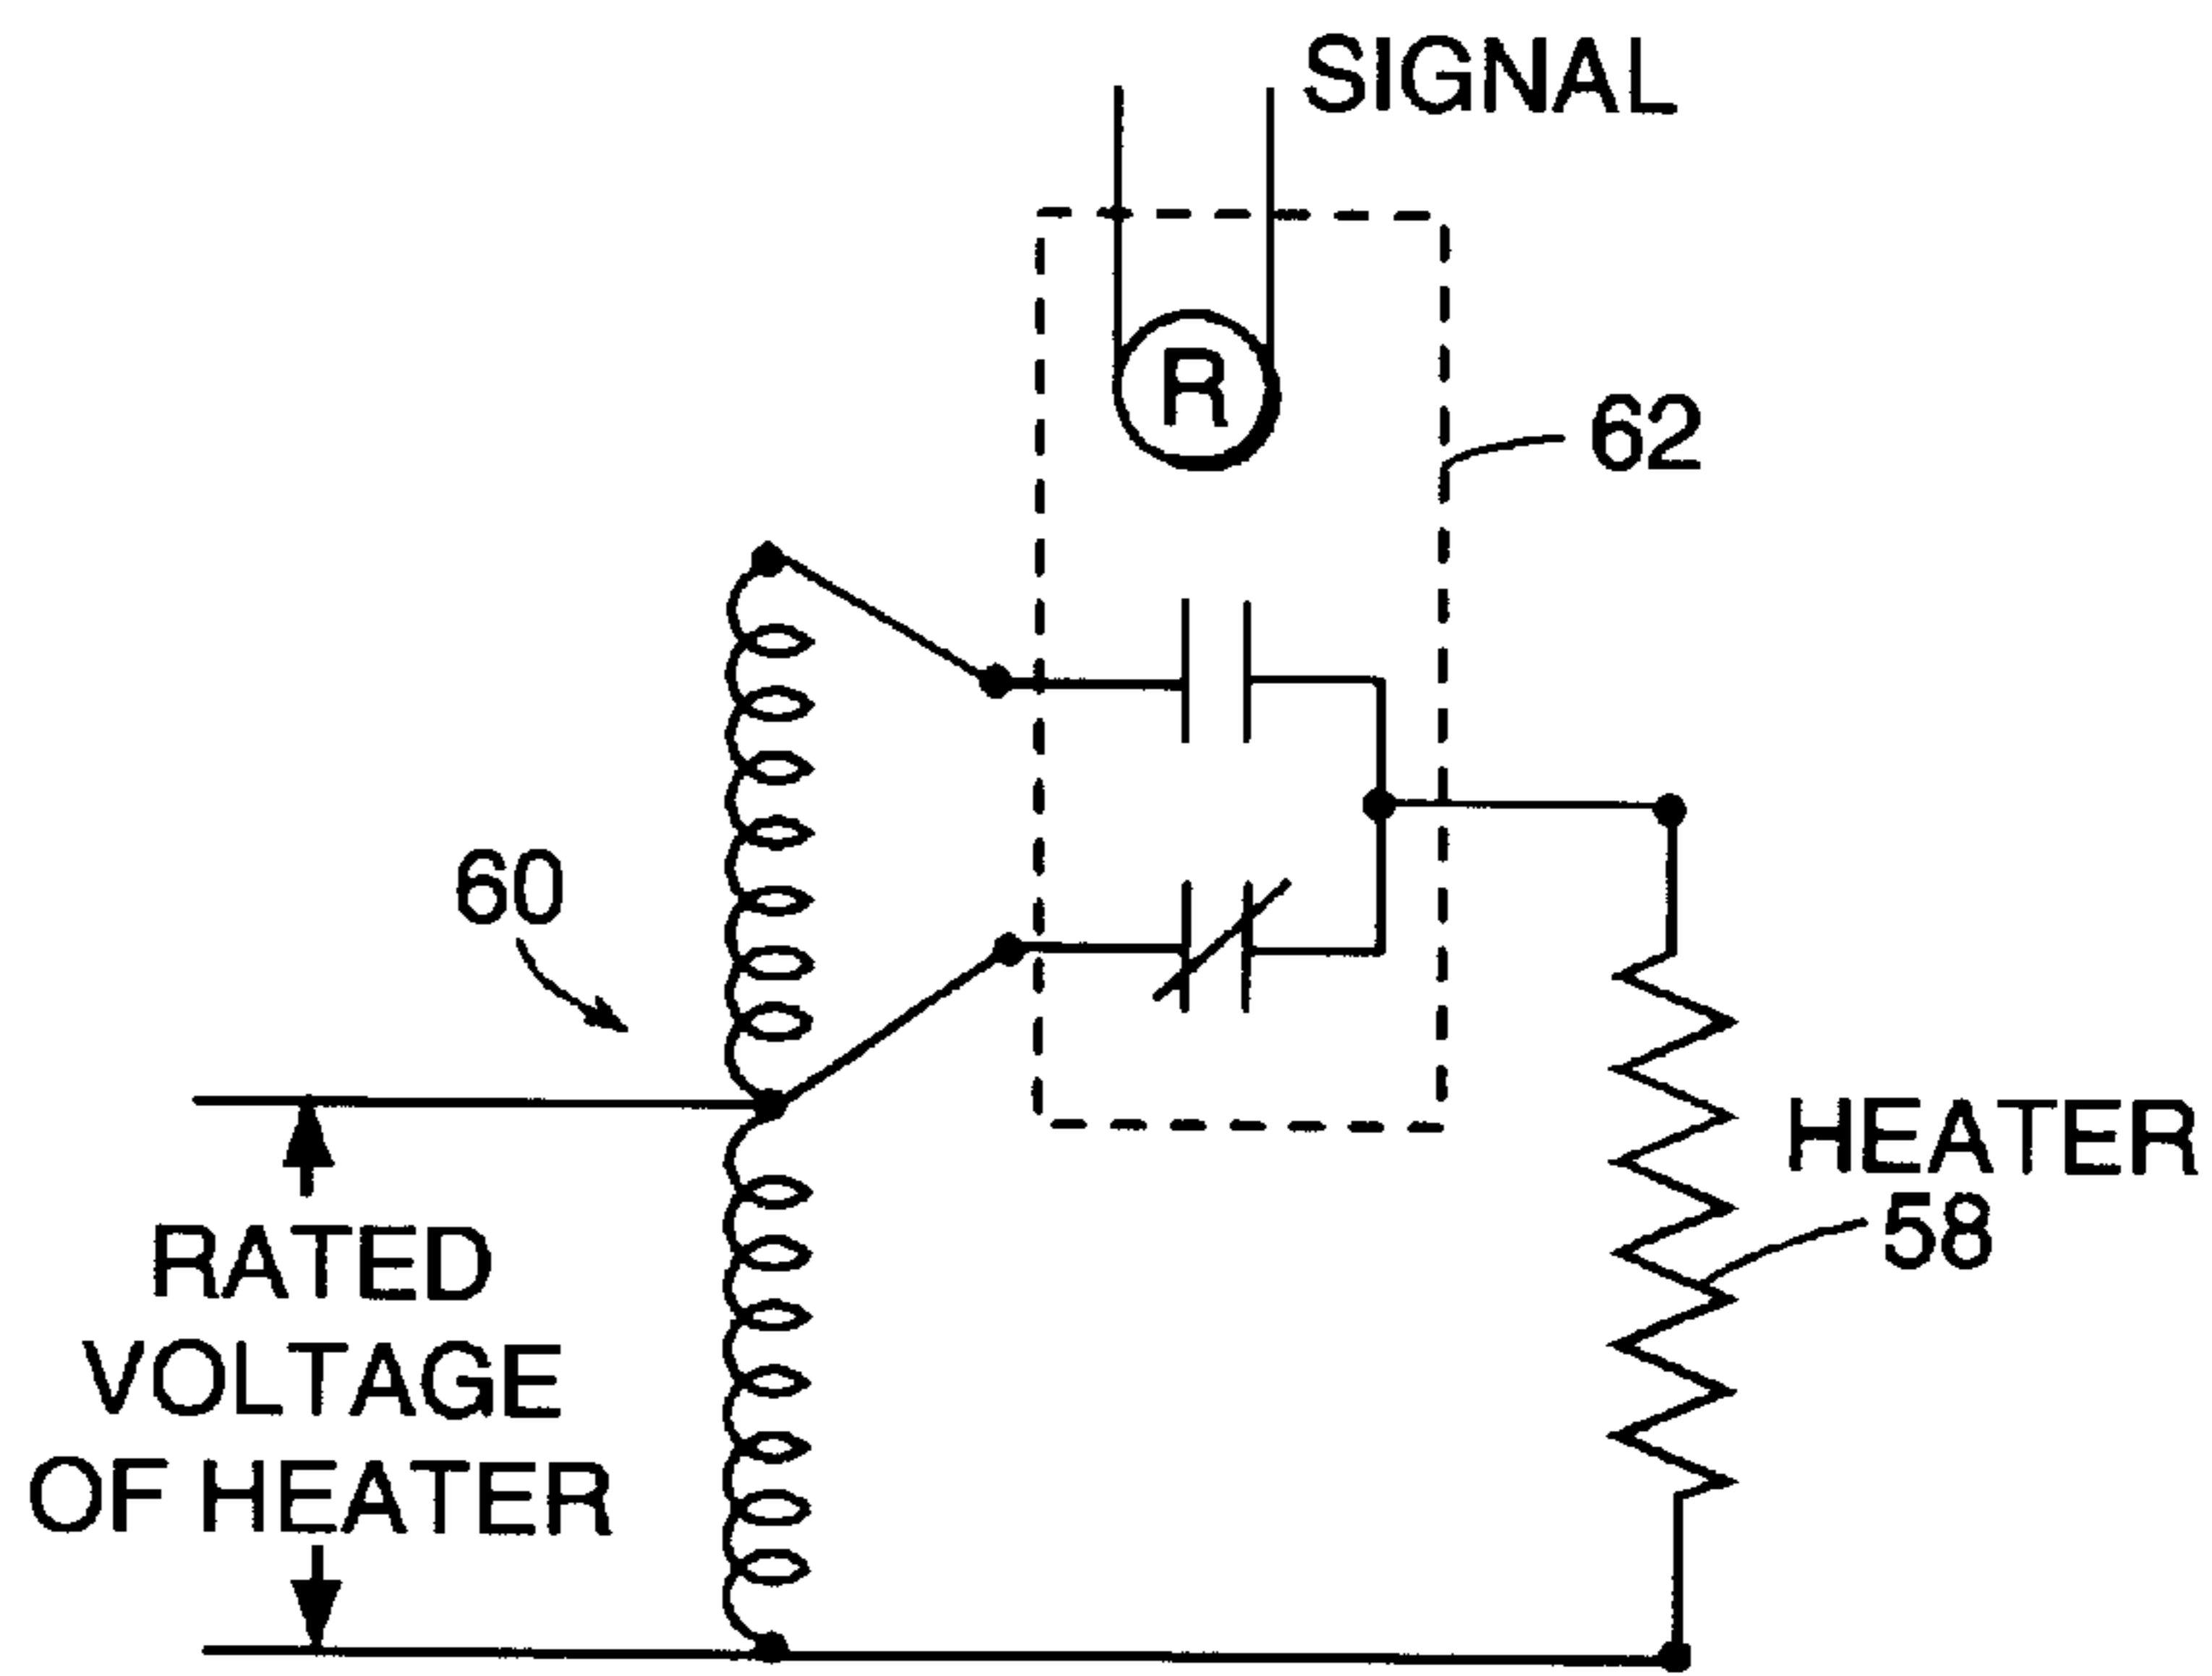 SIGNAL
R
62
60
HEATER
58
RATED
VOLTAGE
OF HEATER